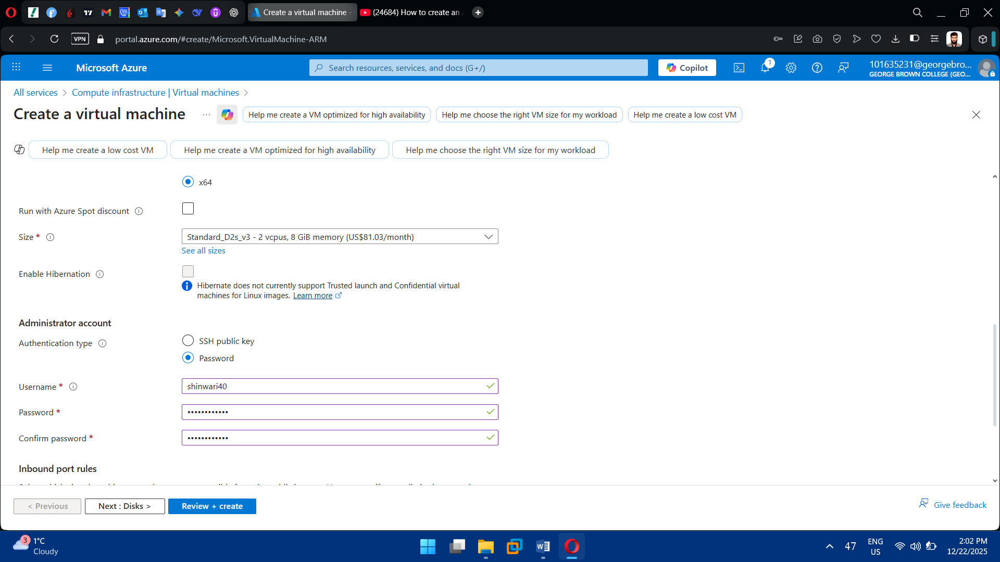 Create a virtual machine -
(24684) How to create an
VPN
portal.azure.com/#create/Microsoft.VirtualMachine-ARM
Microsoft Azure
Search resources, services, and docs (G+/)
Copilot
1
101635231@georgebro...
GEORGE BROWN COLLEGE (GEO...
All services > Compute infrastructure | Virtual machines >
Create a virtual machine
...
Help me create a VM optimized for high availability
Help me choose the right VM size for my workload
Help me create a low cost VM
Help me create a low cost VM
Help me create a VM optimized for high availability
Help me choose the right VM size for my workload
x64
Run with Azure Spot discount
Size *
Standard_D2s_v3 - 2 vcpus, 8 GiB memory (US$81.03/month)
See all sizes
Enable Hibernation
Hibernate does not currently support Trusted launch and Confidential virtual
machines for Linux images. Learn more
Administrator account
Authentication type
SSH public key
Password
Username *
shinwari40
Password *
••••••••••••
Confirm password *
••••••••••••
Inbound port rules
< Previous
Next : Disks >
Review + create
Give feedback
3
1°C
Cloudy
47
ENG
US
2:02 PM
12/22/2025